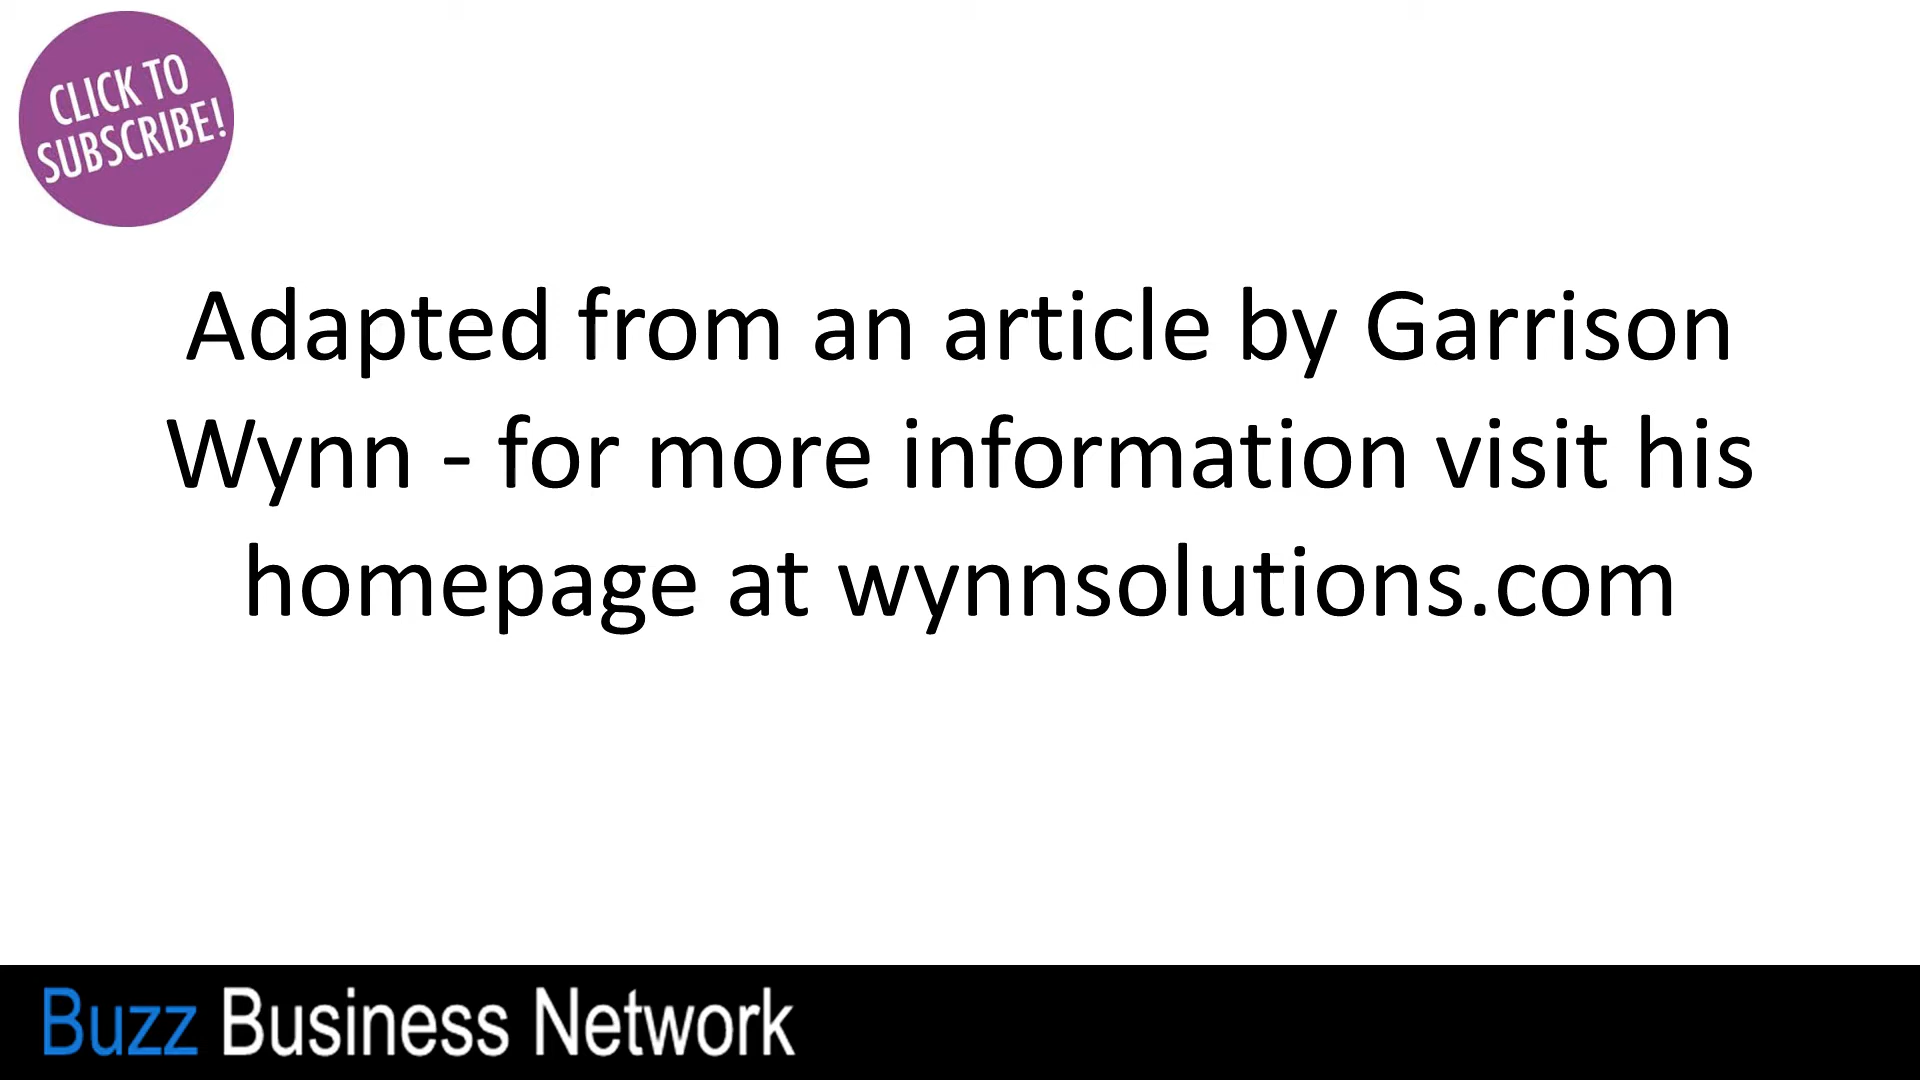 CLICK TO
SUBSCRIBE!
Adapted from an article by Garrison
Wynn - for more information visit his
homepage at wynnsolutions.com
Buzz Business Network